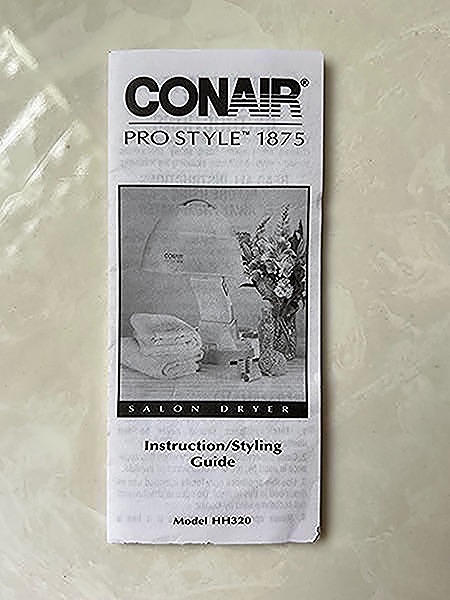 CONAIR®
PRO STYLE™ 1875
CONAIR
SALON DRYER
Instruction/Styling
Guide
Model HH320